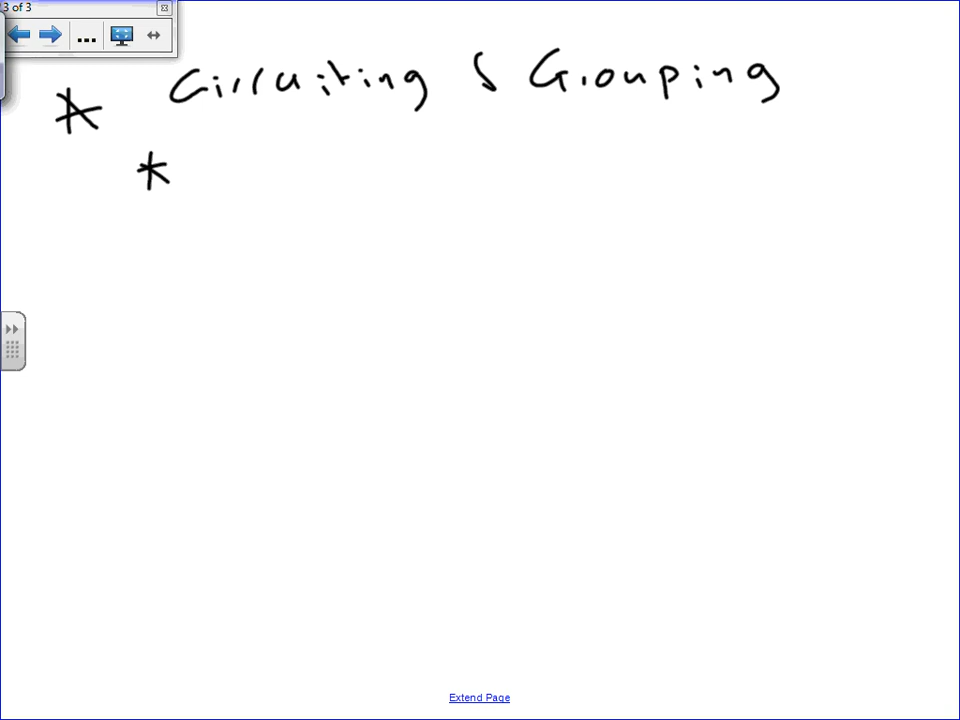 3 of 3
...
* Circuiting & Grouping
*
Extend Page